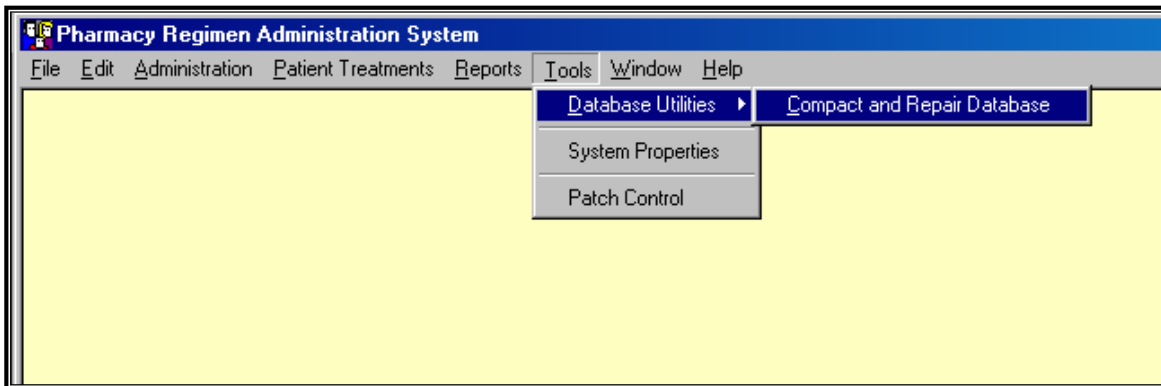 Pharmacy Regimen Administration System
File Edit Administration Patient Treatments Reports Tools Window Help
Database Utilities Compact and Repair Database
System Properties
Patch Control